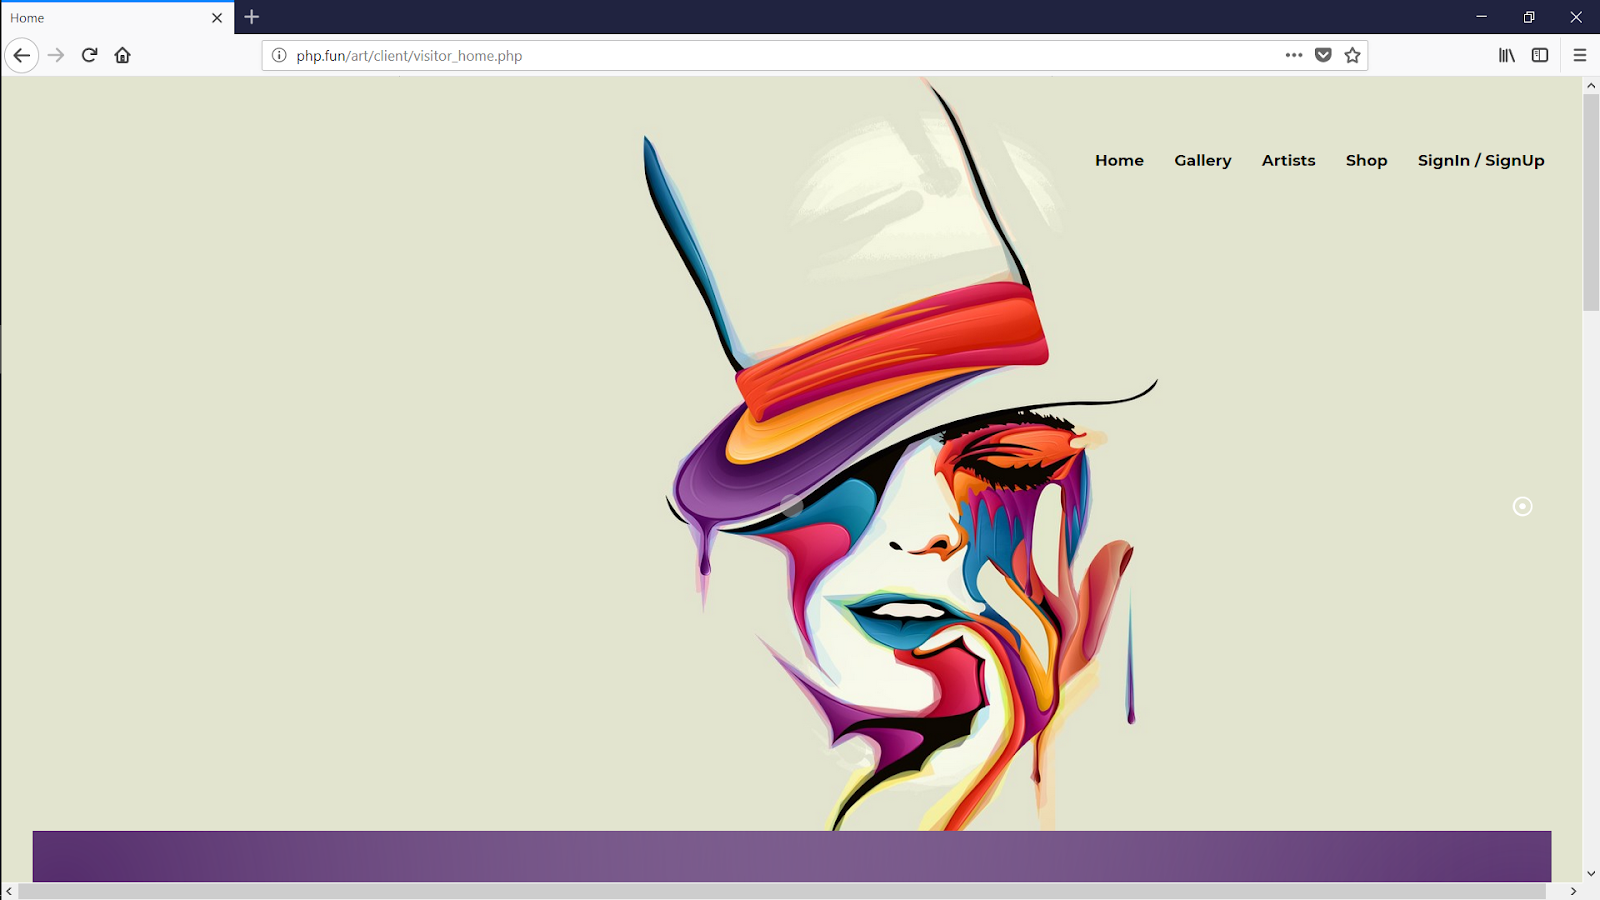 Home
php.fun/art/client/visitor_home.php
Home Gallery Artists Shop SignIn / SignUp